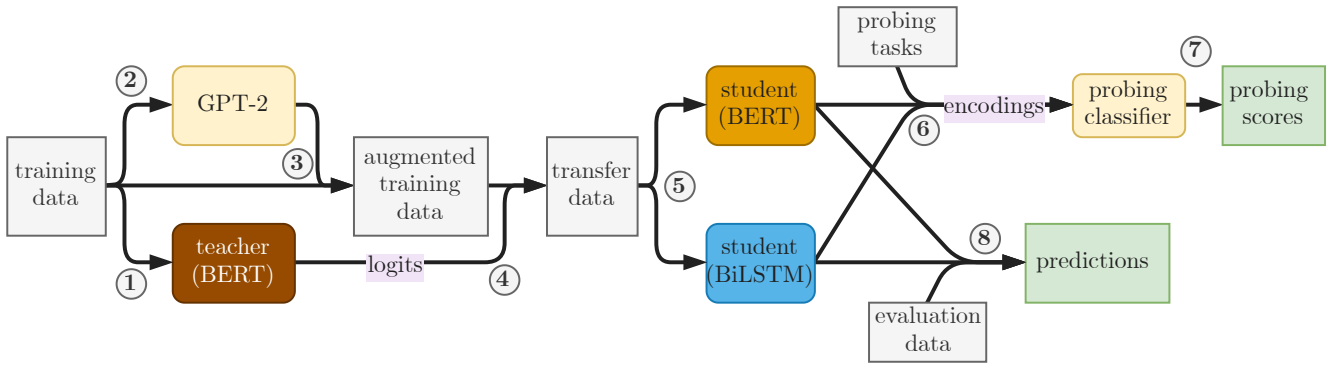 training
data
2
GPT-2
3
1
teacher
(BERT)
logits
4
augmented
training
data
transfer
data
5
student
(BERT)
student
(BiLSTM)
probing
tasks
6
encodings
probing
classifier
7
probing
scores
8
predictions
evaluation
data